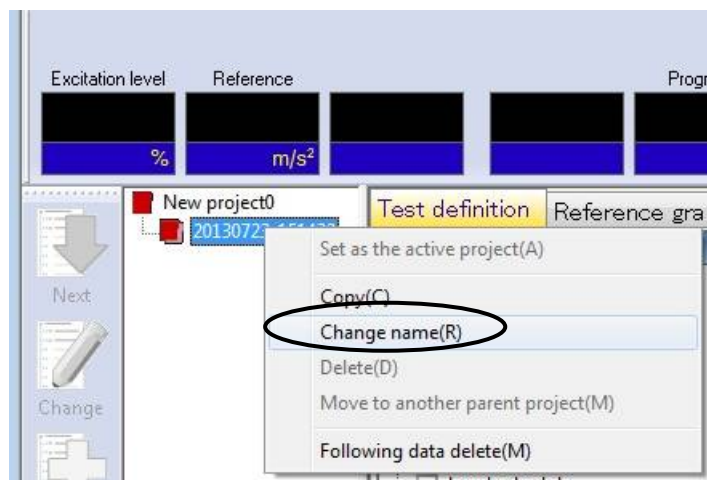 Excitation level Reference Progr
% m/s²
New project0
Test definition Reference gra
20130723
Set as the active project(A)
Next
Copy(C)
Change name(R)
Delete(D)
Change
Move to another parent project(M)
Following data delete(M)